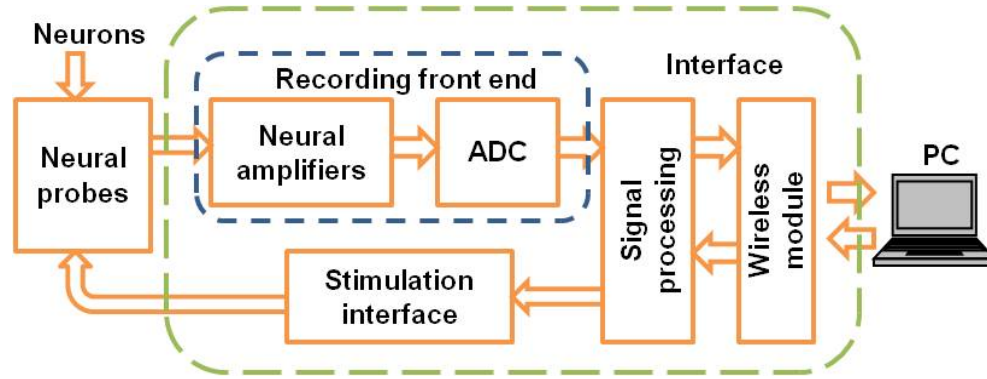 Neurons
Recording front end
Interface
Neural
probes
Neural
amplifiers
ADC
Signal
processing
Wireless
module
PC
Stimulation
interface